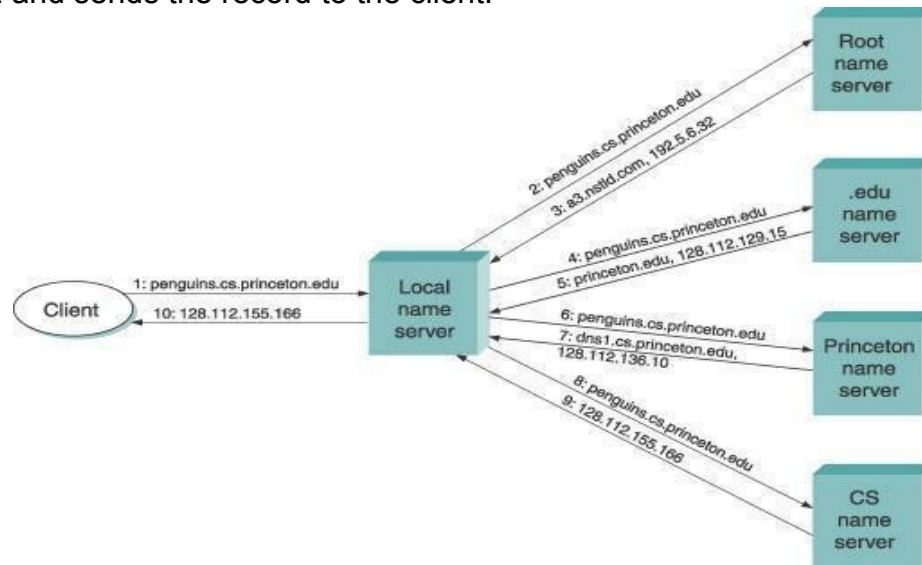 and sends the record to the client.
Root
name
server
2: penguins.cs.princeton.edu
3: a3.nstld.com, 192.5.6.32
.edu
name
server
4: penguins.cs.princeton.edu
5: princeton.edu, 128.112.129.15
1: penguins.cs.princeton.edu
Client
10: 128.112.155.166
Local
name
server
6: penguins.cs.princeton.edu
7: dns1.cs.princeton.edu,
128.112.136.10
Princeton
name
server
8: penguins.cs.princeton.edu
9: 128.112.155.166
CS
name
server